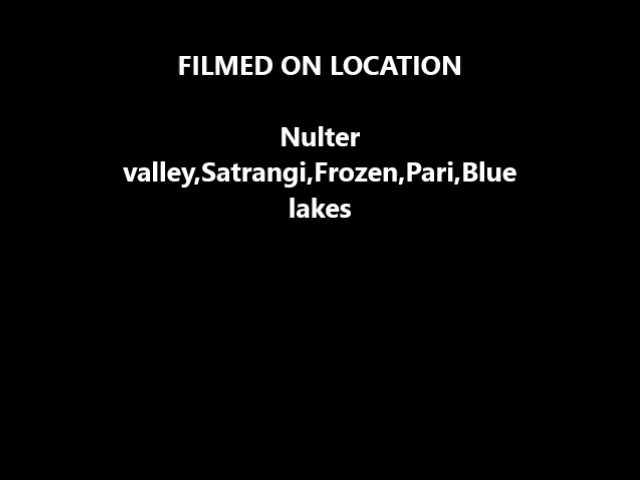 FILMED ON LOCATION
Nulter
valley,Satrangi,Frozen,Pari,Blue
lakes